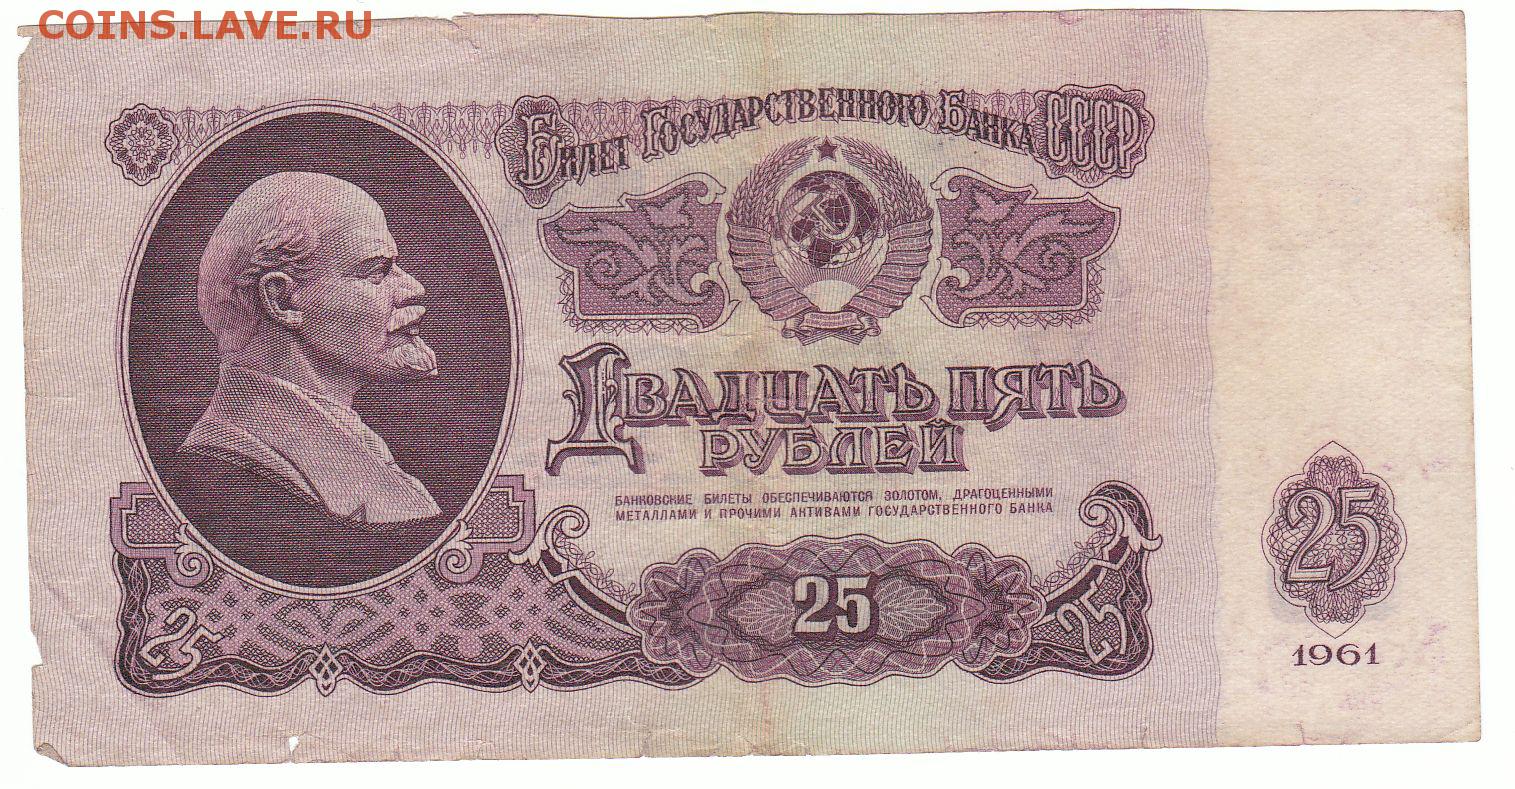 COINS.LAVE.RU
Билет Государственного Банка СССР
Двадцать пять
рублей
БАНКОВСКИЕ БИЛЕТЫ ОБЕСПЕЧИВАЮТСЯ ЗОЛОТОМ, ДРАГОЦЕННЫМИ
МЕТАЛЛАМИ И ПРОЧИМИ АКТИВАМИ ГОСУДАРСТВЕННОГО БАНКА
25
25
25
25
1961